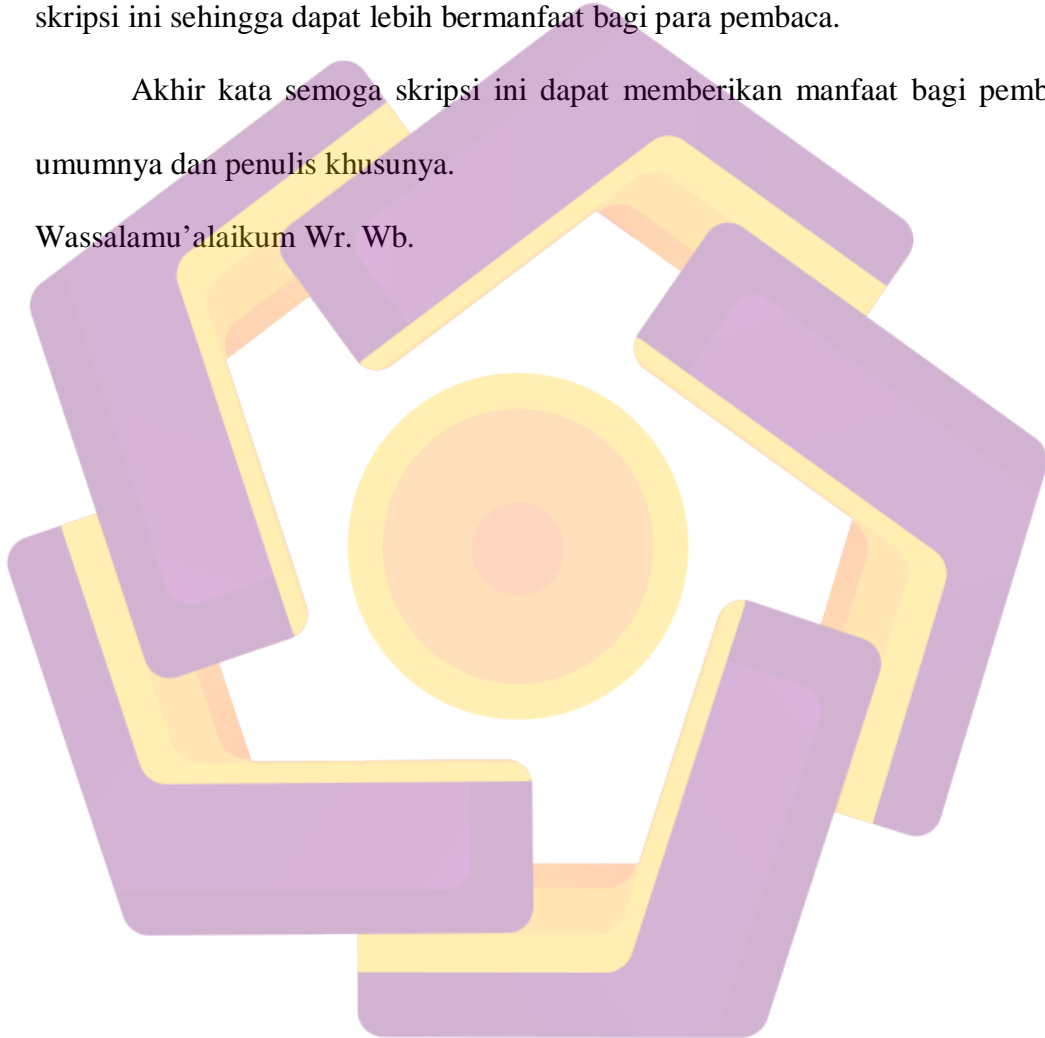 skripsi ini sehingga dapat lebih bermanfaat bagi para pembaca.
Akhir kata semoga skripsi ini dapat memberikan manfaat bagi
umumnya dan penulis khusunya.
Wassalamu’alaikum Wr. Wb.